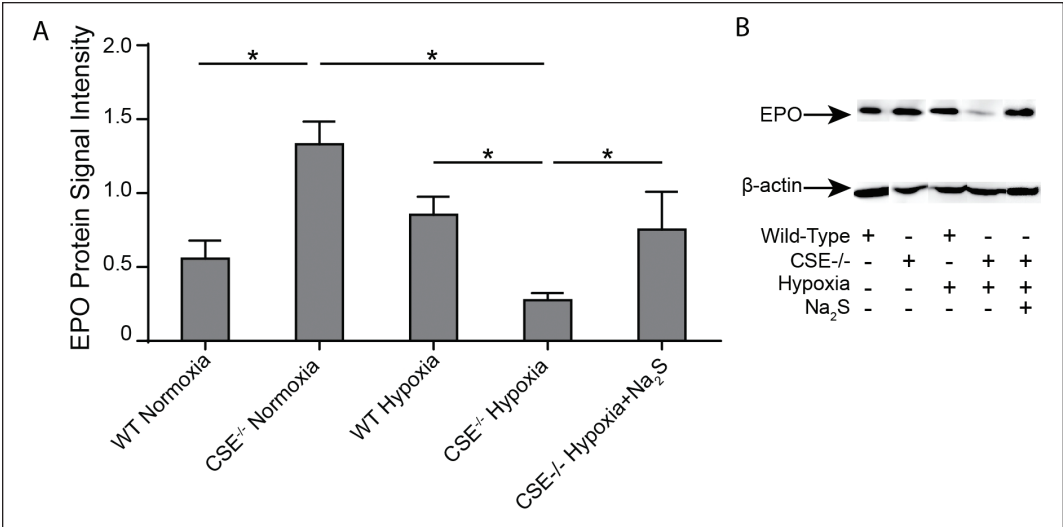 A
EPO Protein Signal Intensity
2.0
1.5
1.0
0.5
0
*
*
*
*
WT Normoxia
CSE-/- Normoxia
WT Hypoxia
CSE-/- Hypoxia
CSE-/- Hypoxia+Na2S
B
EPO
β-actin
Wild-Type + - + - -
CSE-/- - + - + +
Hypoxia - - + + +
Na2S - - - - +